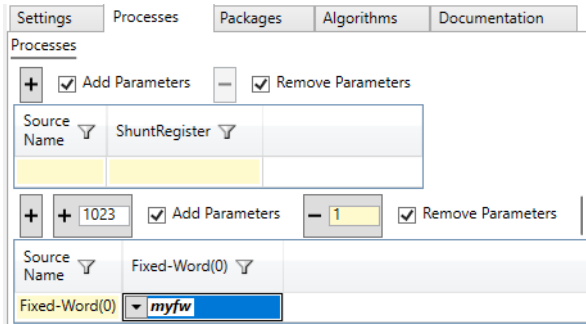 Settings Processes Packages Algorithms Documentation
Processes
+ Add Parameters − Remove Parameters
Source Name ShuntRegister
+ + 1023 Add Parameters − 1 Remove Parameters
Source Name Fixed-Word(0)
Fixed-Word(0) myfw